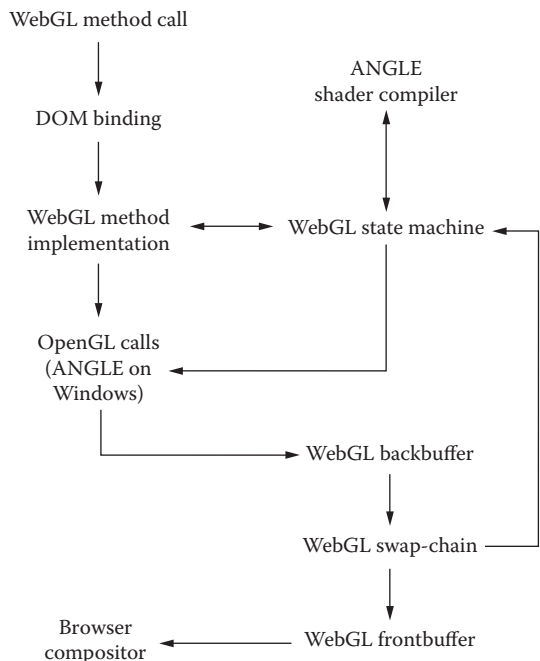 WebGL method call
ANGLE
shader compiler
DOM binding
WebGL method
implementation
WebGL state machine
OpenGL calls
(ANGLE on
Windows)
WebGL backbuffer
WebGL swap-chain
WebGL frontbuffer
Browser
compositor